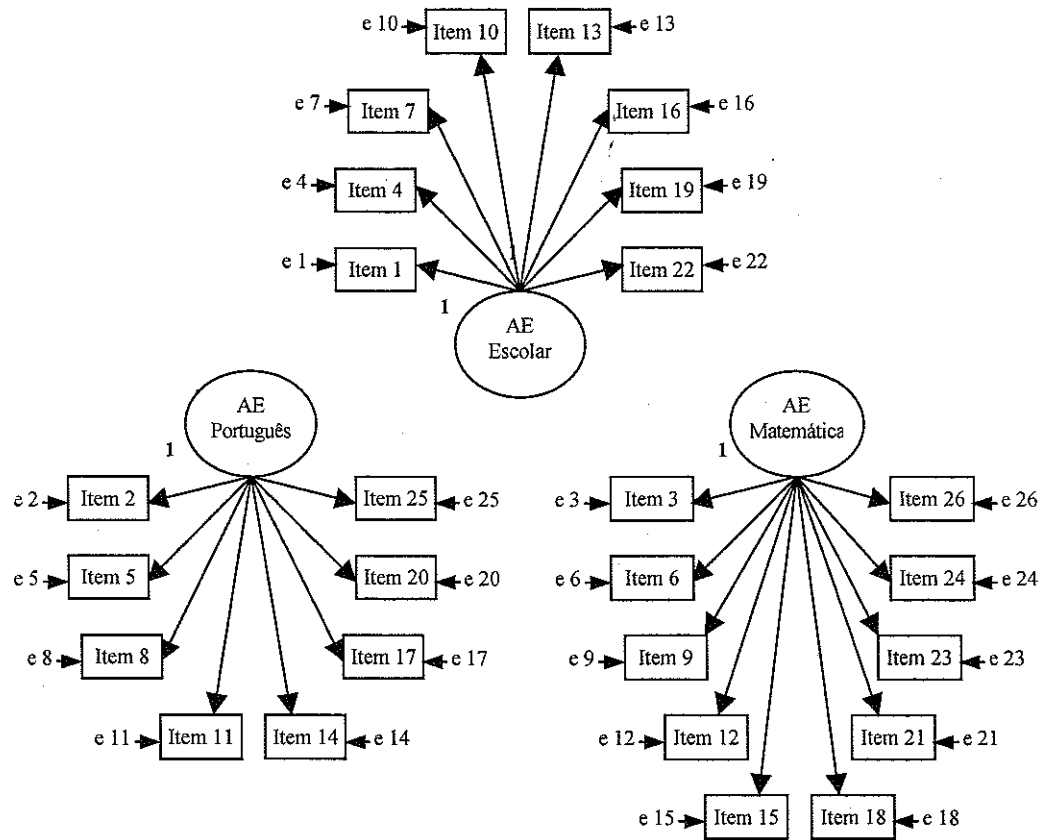 e 10 Item 10 Item 13 e 13
e 7 Item 7 Item 16 e 16
e 4 Item 4 Item 19 e 19
e 1 Item 1 Item 22 e 22
1
1
AE
Escolar
AE
Português
1
AE
Matemática
1
e 2 Item 2 Item 25 e 25
e 3 Item 3 Item 26 e 26
e 5 Item 5 Item 20 e 20
e 6 Item 6 Item 24 e 24
e 8 Item 8 Item 17 e 17
e 9 Item 9 Item 23 e 23
e 11 Item 11 Item 14 e 14
e 12 Item 12 Item 21 e 21
e 15 Item 15 Item 18 e 18